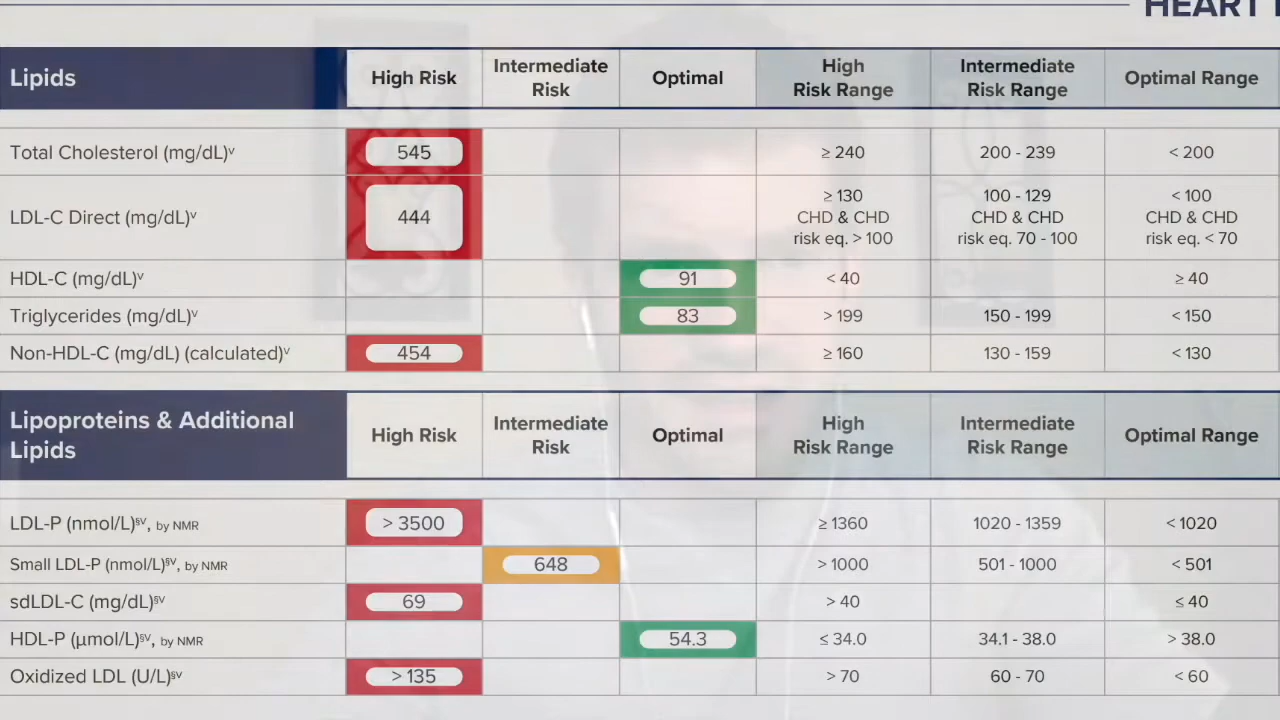 HEART
Lipids High Risk Intermediate Risk Optimal High Risk Range Intermediate Risk Range Optimal Range
Total Cholesterol (mg/dL)ᵛ 545 ≥ 240 200 - 239 < 200
LDL-C Direct (mg/dL)ᵛ 444 ≥ 130 CHD & CHD risk eq. > 100 100 - 129 CHD & CHD risk eq. 70 - 100 < 100 CHD & CHD risk eq. < 70
HDL-C (mg/dL)ᵛ 91 < 40 ≥ 40
Triglycerides (mg/dL)ᵛ 83 > 199 150 - 199 < 150
Non-HDL-C (mg/dL) (calculated)ᵛ 454 ≥ 160 130 - 159 < 130
Lipoproteins & Additional Lipids High Risk Intermediate Risk Optimal High Risk Range Intermediate Risk Range Optimal Range
LDL-P (nmol/L)§ᵛ, by NMR > 3500 ≥ 1360 1020 - 1359 < 1020
Small LDL-P (nmol/L)§ᵛ, by NMR 648 > 1000 501 - 1000 < 501
sdLDL-C (mg/dL)§ᵛ 69 > 40 ≤ 40
HDL-P (µmol/L)§ᵛ, by NMR 54.3 ≤ 34.0 34.1 - 38.0 > 38.0
Oxidized LDL (U/L)§ᵛ > 135 > 70 60 - 70 < 60